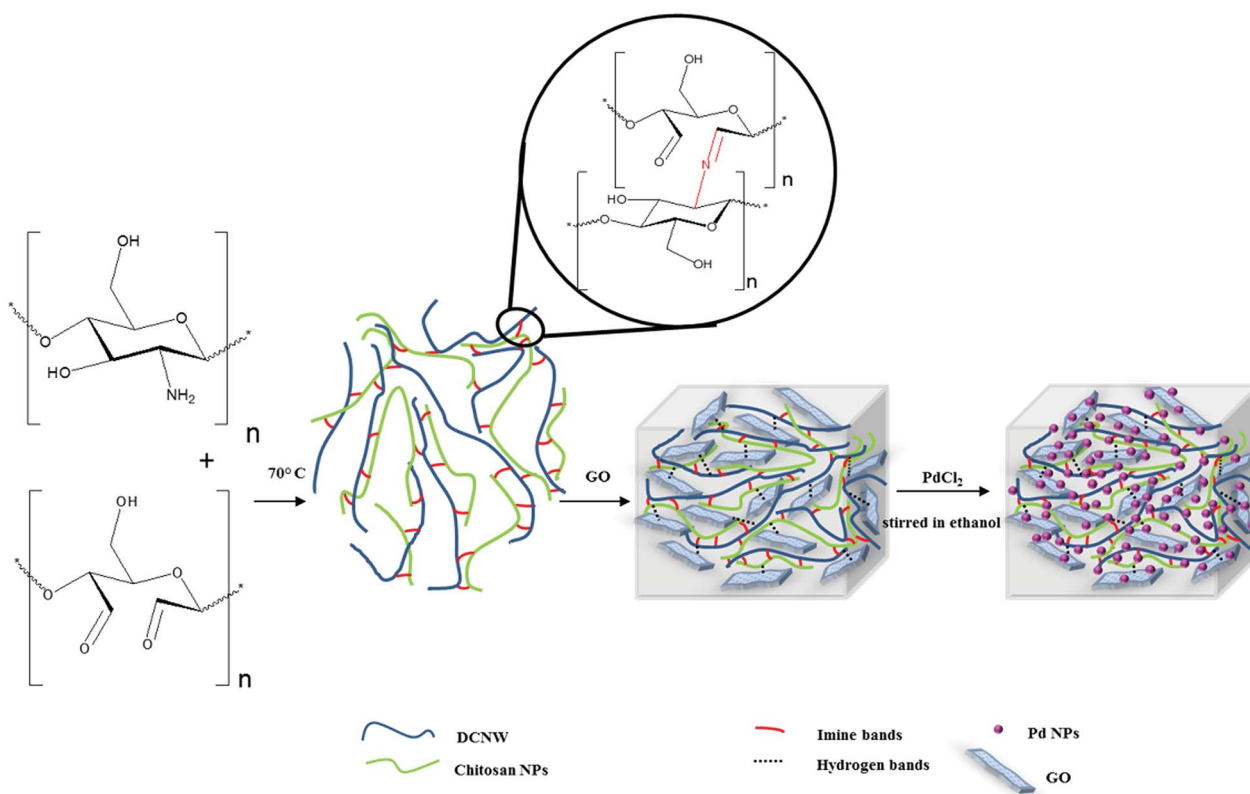 OH
O
O
N
O
*
*
n
HO
O
O
OH
*
*
n
OH
O
O
HO
NH₂
*
*
n
+
OH
O
O
O
O
*
*
n
70° C
GO
PdCl₂
stirred in ethanol
DCNW
Chitosan NPs
Imine bands
Hydrogen bands
Pd NPs
GO